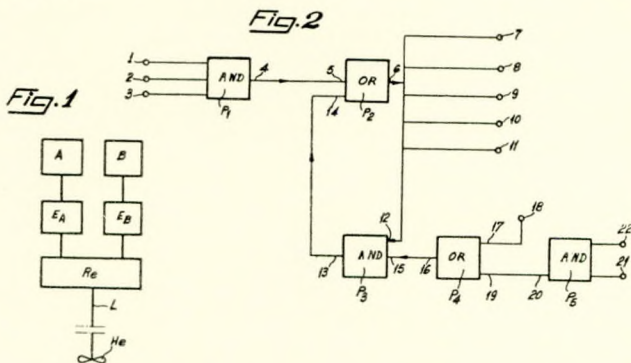 Fig. 2
1
2
3
AND
P1
4
5
14
OR
P2
6
7
8
9
10
11
Fig. 1
A
B
EA
EB
Re
L
He
12
13
AND
P3
15
16
OR
P4
17
18
19
20
AND
P5
22
21